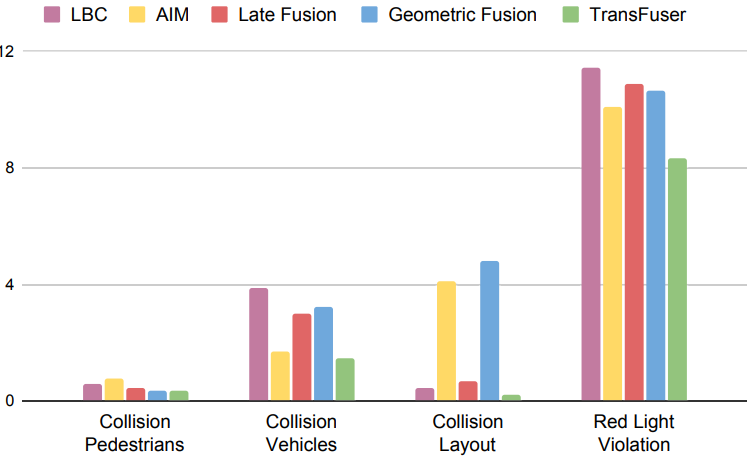 LBC AIM Late Fusion Geometric Fusion TransFuser
12
8
4
0
Collision Pedestrians
Collision Vehicles
Collision Layout
Red Light Violation